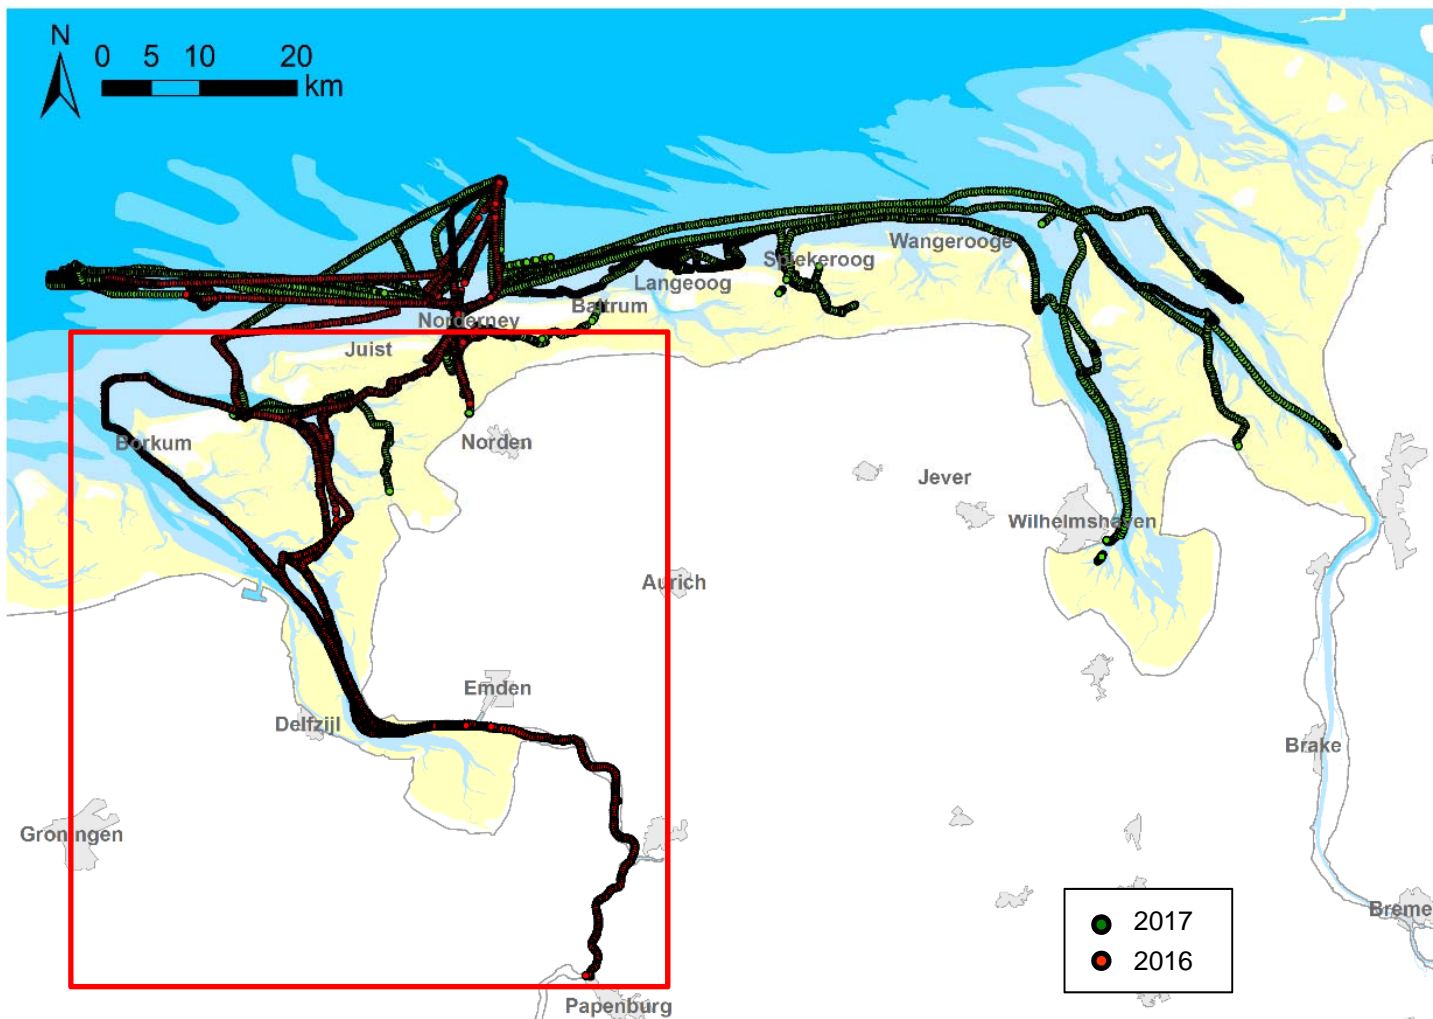 N
0 5 10 20
km
Wangerooge
Spiekeroog
Langeoog
Baltrum
Norderney
Juist
Borkum
Norden
Jever
Wilhelmshaven
Aurich
Emden
Delfzijl
Brake
Groningen
Breme
2017
2016
Papenburg